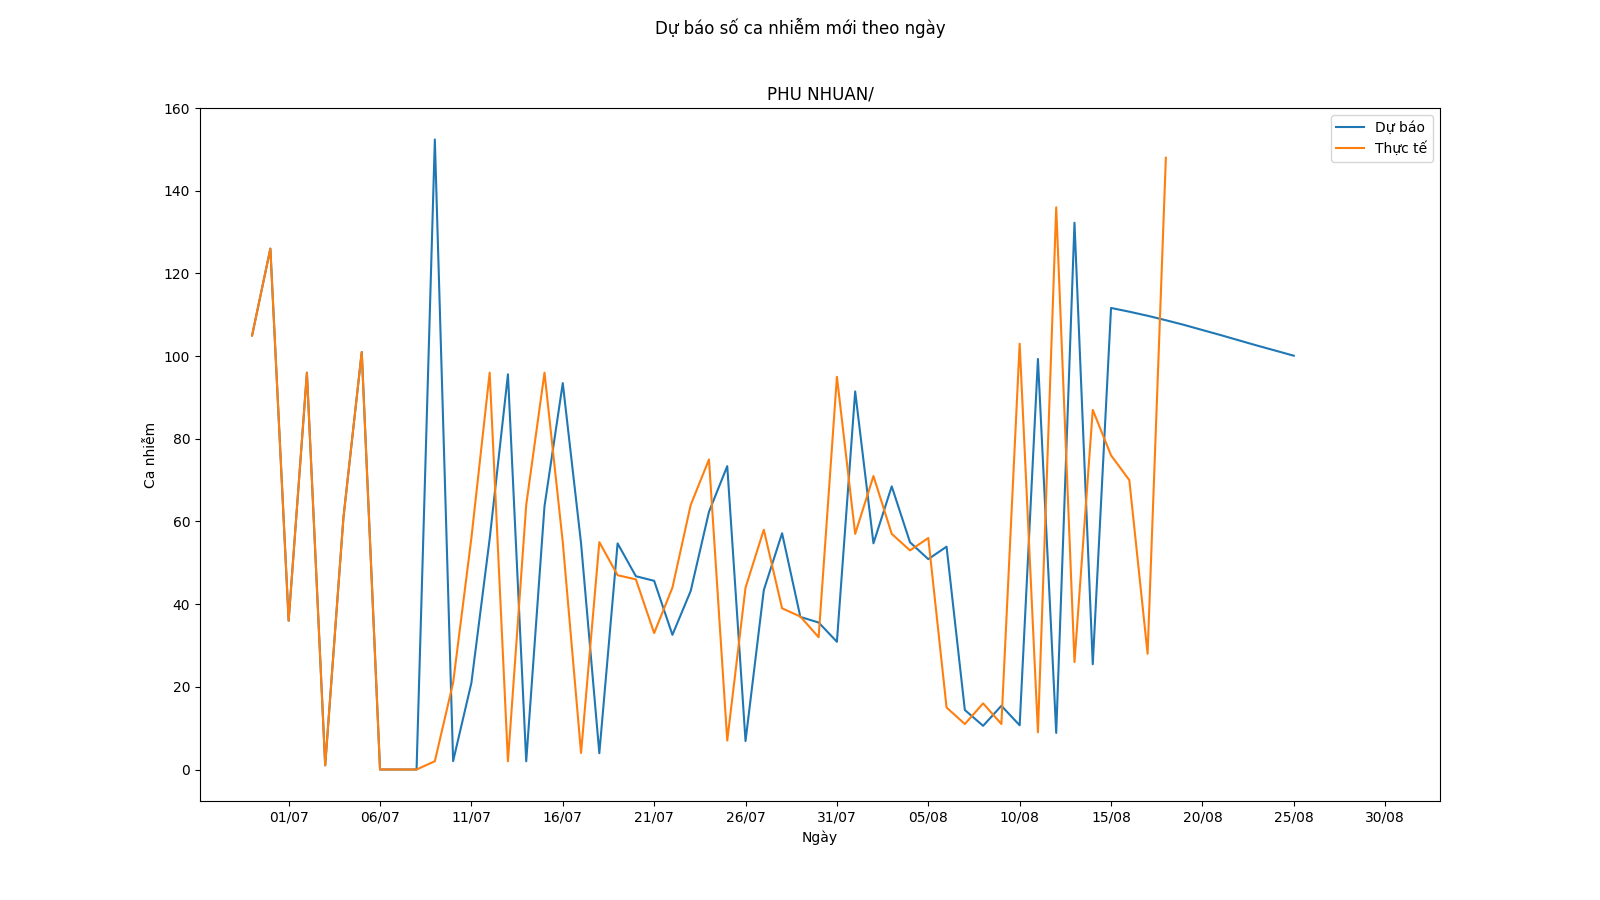 Dự báo số ca nhiễm mới theo ngày
PHU NHUAN/
160
140
120
100
80
60
40
20
0
Ca nhiễm
Dự báo
Thực tế
01/07 06/07 11/07 16/07 21/07 26/07 31/07 05/08 10/08 15/08 20/08 25/08 30/08
Ngày